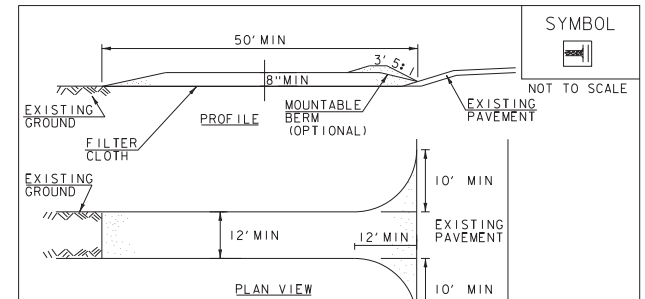 SYMBOL
NOT TO SCALE
50' MIN
3' 5:1
8" MIN
EXISTING
GROUND
PROFILE
MOUNTABLE
BERM
(OPTIONAL)
EXISTING
PAVEMENT
FILTER
CLOTH
EXISTING
GROUND
10' MIN
12' MIN
12' MIN
EXISTING
PAVEMENT
PLAN VIEW
10' MIN